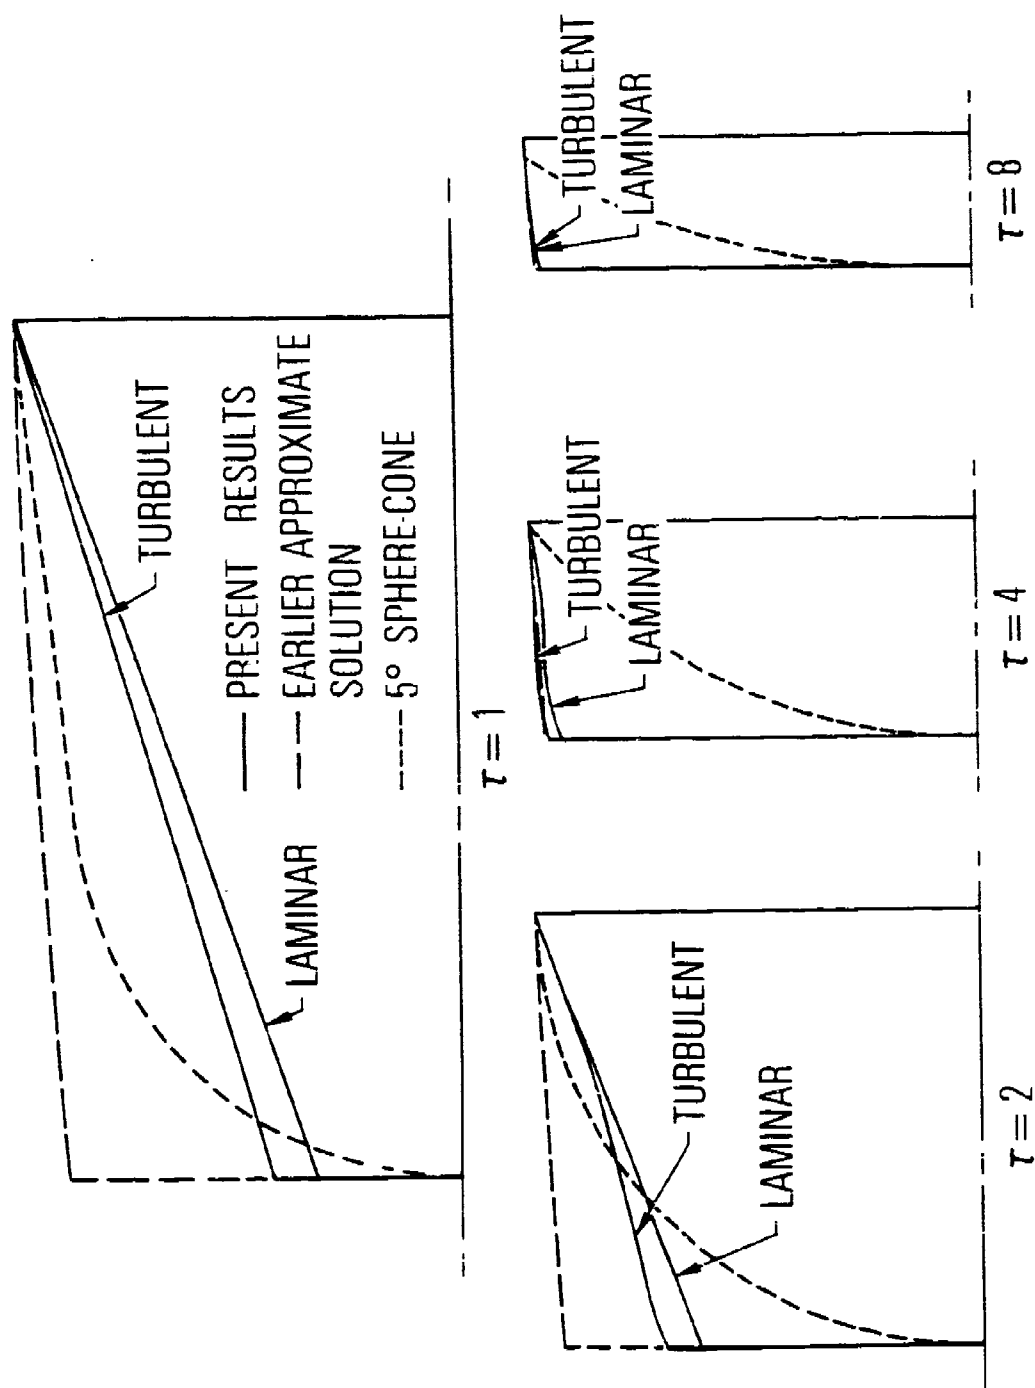 TURBULENT
PRESENT RESULTS
EARLIER APPROXIMATE
SOLUTION
5° SPHERE-CONE
LAMINAR
τ = 1
TURBULENT
LAMINAR
τ = 2
TURBULENT
LAMINAR
τ = 4
TURBULENT
LAMINAR
τ = 8